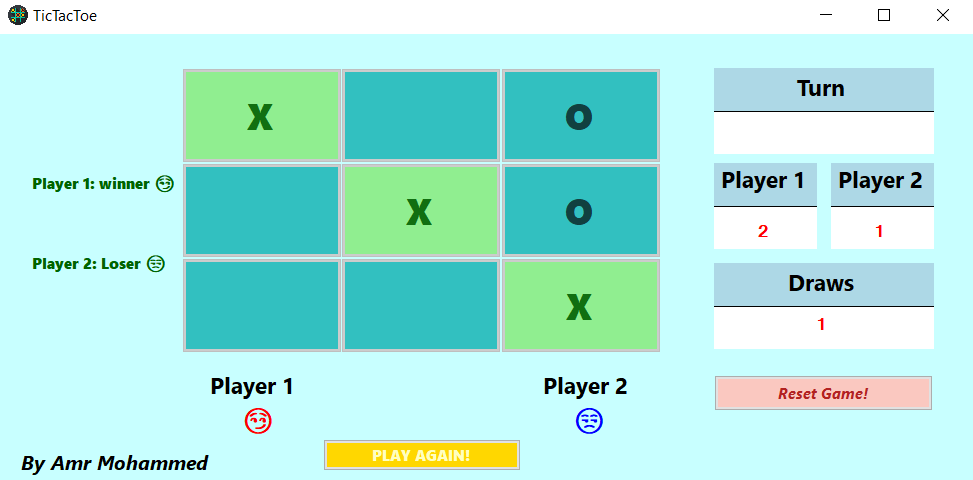 TicTacToe
X O
Turn
Player 1: winner 😏
X O
Player 1 Player 2
2 1
Player 2: Loser 😒
X
Draws
1
Player 1 Player 2
😏 😒
Reset Game!
PLAY AGAIN!
By Amr Mohammed